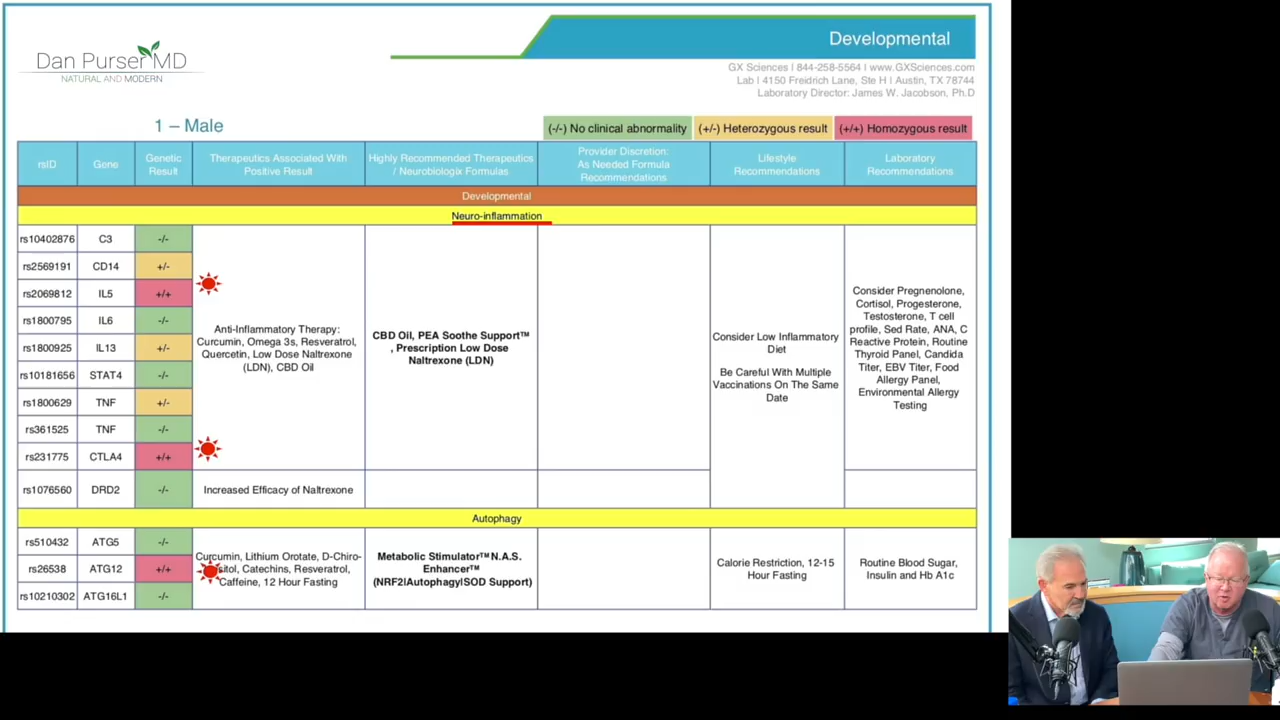 Developmental
Dan Purser MD
NATURAL AND MODERN
GX Sciences | 844-258-5564 | www.GXSciences.com
Lab | 4150 Freidrich Lane, Ste H | Austin, TX 78744
Laboratory Director: James W. Jacobson, Ph.D
1 – Male
(-/-) No clinical abnormality
(+/-) Heterozygous result
(+/+) Homozygous result
rsID
Gene
Genetic
Result
Therapeutics Associated With
Positive Result
Highly Recommended Therapeutics
/ Neurobiologix Formulas
Provider Discretion:
As Needed Formula
Recommendations
Lifestyle
Recommendations
Laboratory
Recommendations
Developmental
Neuro-inflammation
rs10402876 C3 -/-
rs2569191 CD14 +/-
rs2069812 IL5 +/+
rs1800795 IL6 -/-
rs1800925 IL13 +/-
rs10181656 STAT4 -/-
rs1800629 TNF +/-
rs361525 TNF -/-
rs231775 CTLA4 +/+
Anti-Inflammatory Therapy:
Curcumin, Omega 3s, Resveratrol,
Quercetin, Low Dose Naltrexone
(LDN), CBD Oil
CBD Oil, PEA Soothe Support™
, Prescription Low Dose
Naltrexone (LDN)
Consider Low Inflammatory
Diet
Be Careful With Multiple
Vaccinations On The Same
Date
Consider Pregnenolone,
Cortisol, Progesterone,
Testosterone, T cell
profile, Sed Rate, ANA, C
Reactive Protein, Routine
Thyroid Panel, Candida
Titer, EBV Titer, Food
Allergy Panel,
Environmental Allergy
Testing
rs1076560 DRD2 -/- Increased Efficacy of Naltrexone
Autophagy
rs510432 ATG5 -/-
rs26538 ATG12 +/+
rs10210302 ATG16L1 -/-
Curcumin, Lithium Orotate, D-Chiro-
Catechins, Resveratrol,
Caffeine, 12 Hour Fasting
Metabolic Stimulator™ N.A.S.
Enhancer™
(NRF2|Autophagy|SOD Support)
Calorie Restriction, 12-15
Hour Fasting
Routine Blood Sugar,
Insulin and Hb A1c